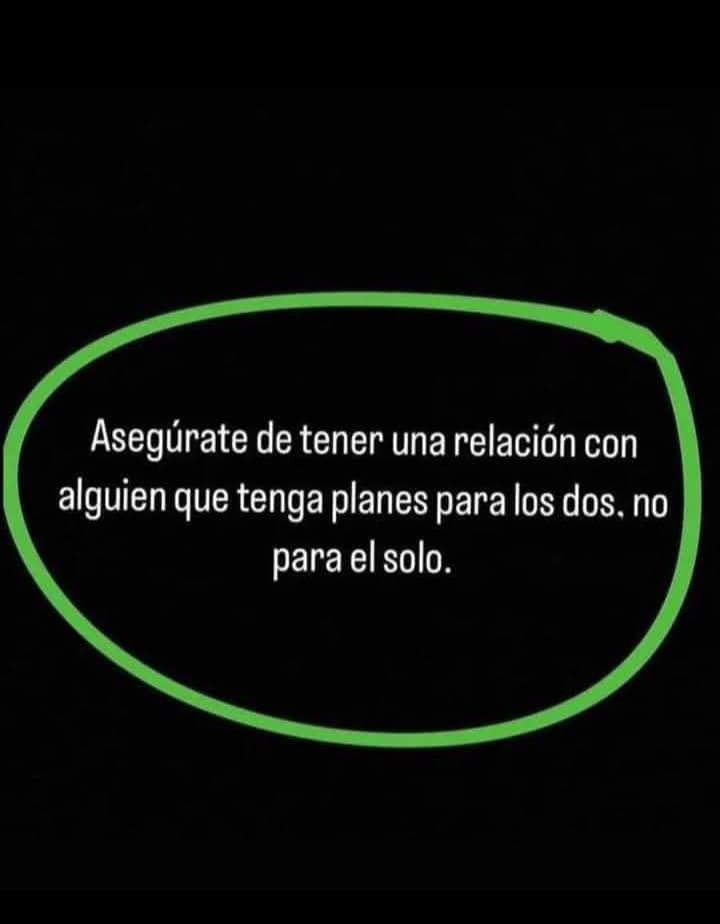 Asegúrate de tener una relación con
alguien que tenga planes para los dos. no
para el solo.